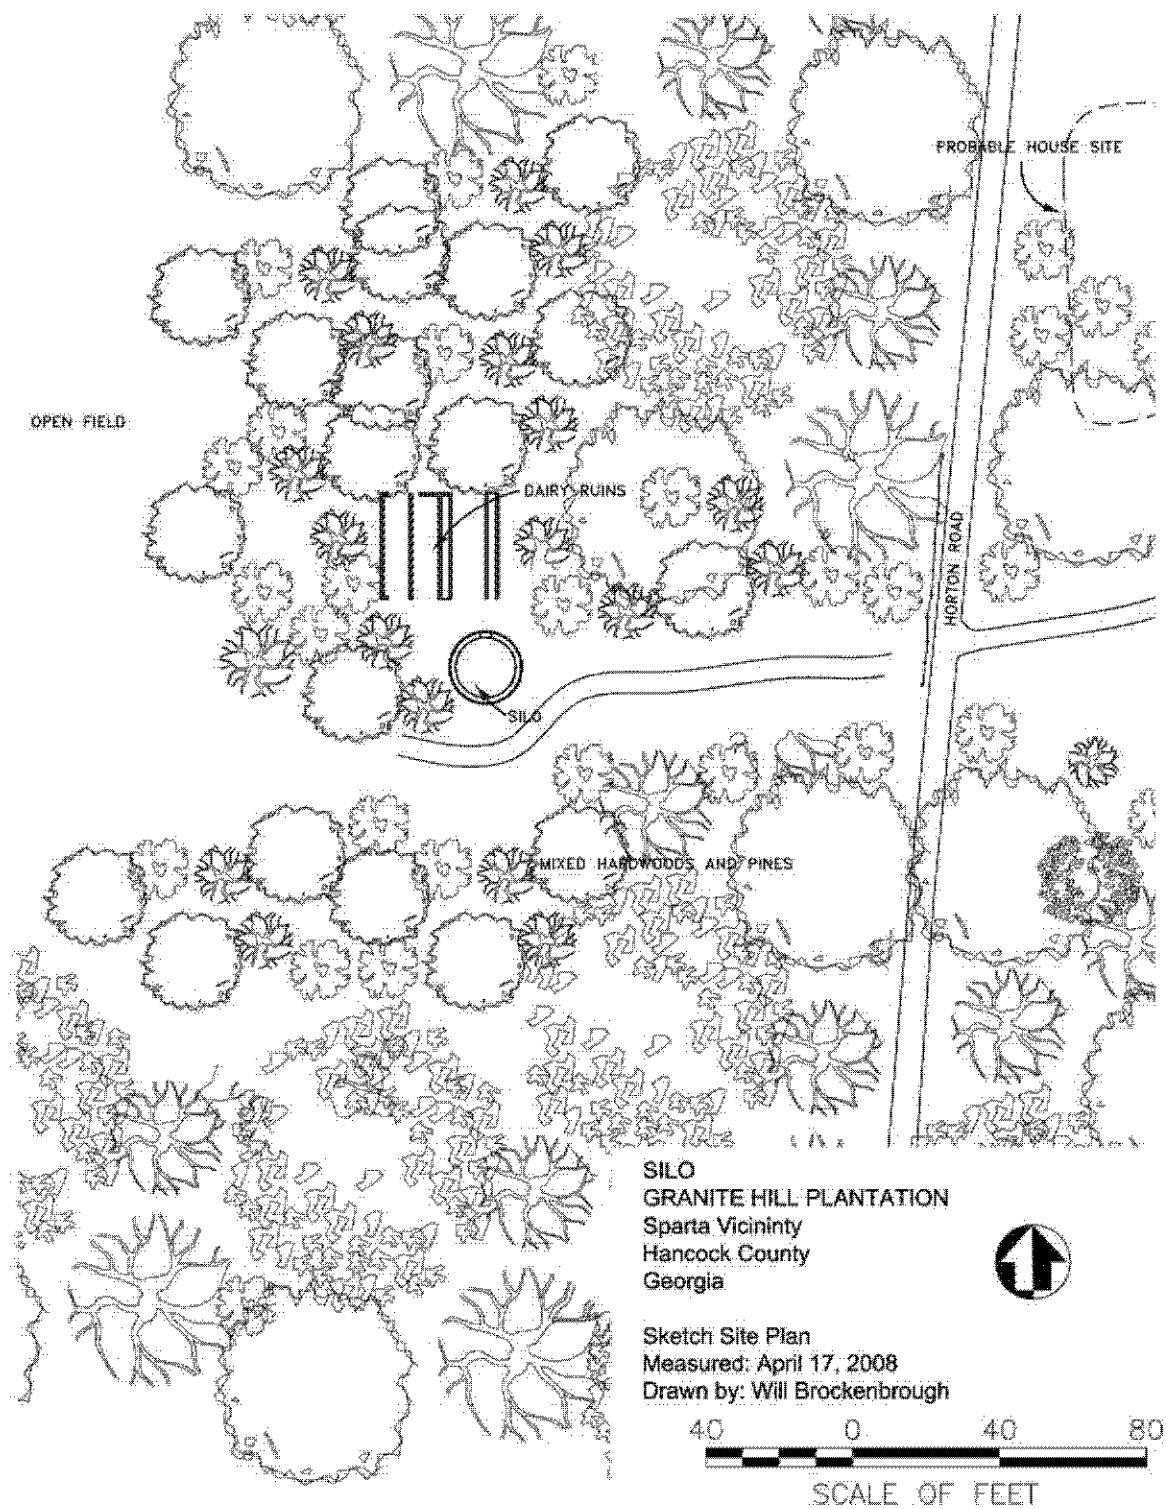 PROBABLE HOUSE SITE
OPEN FIELD
DAIRY RUINS
HORTON ROAD
SILO
MIXED HARDWOODS AND PINES
SILO
GRANITE HILL PLANTATION
Sparta Vicininty
Hancock County
Georgia
Sketch Site Plan
Measured: April 17, 2008
Drawn by: Will Brockenbrough
40 0 40 80
SCALE OF FEET